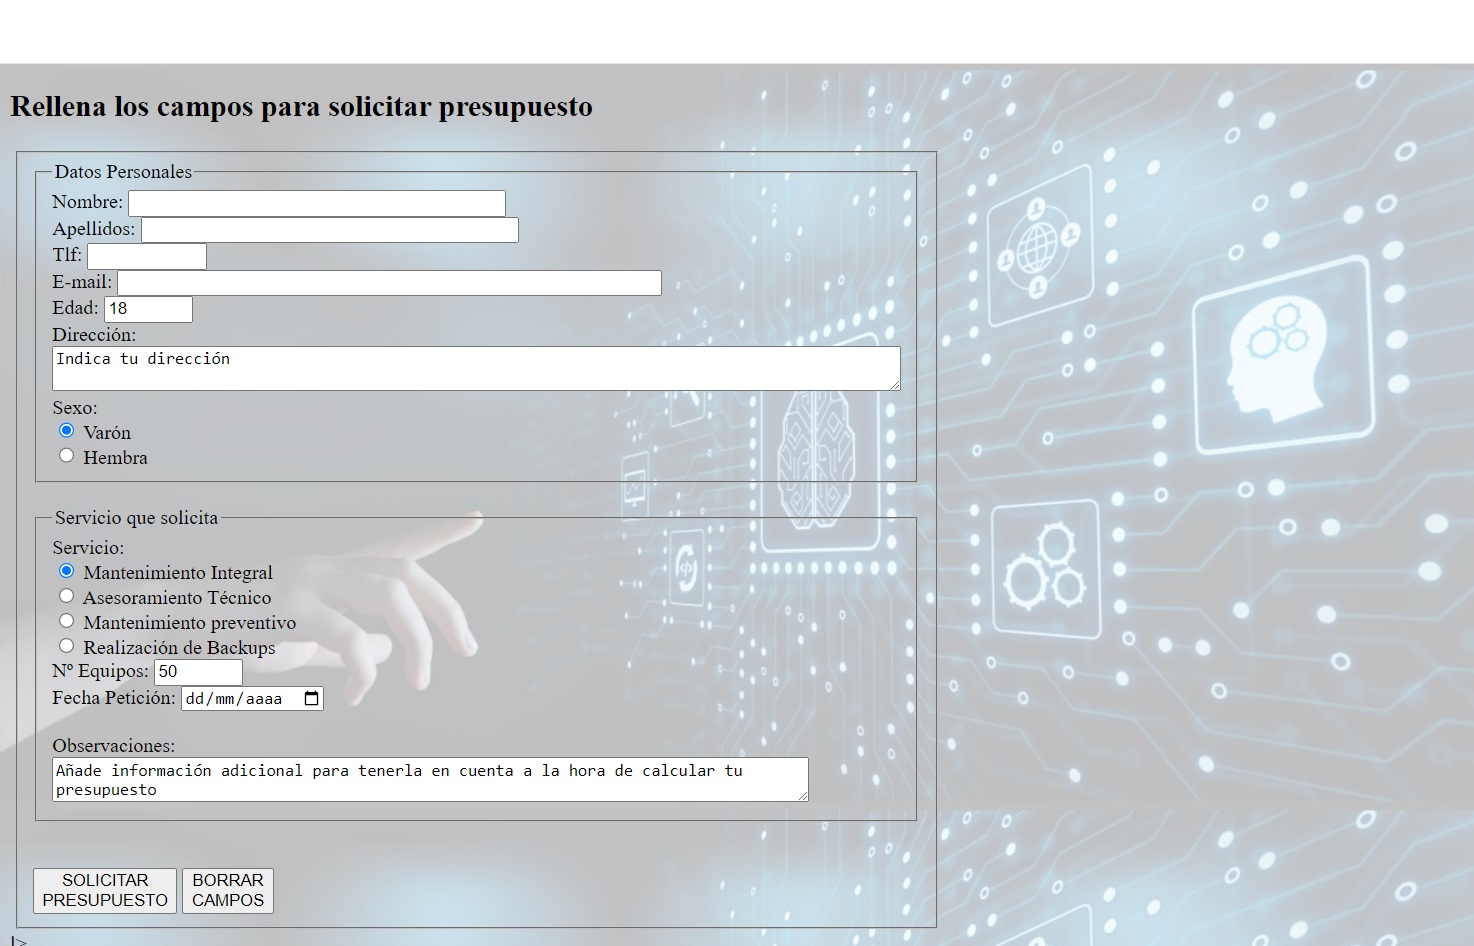 Rellena los campos para solicitar presupuesto
Datos Personales
Nombre:
Apellidos:
Tlf:
E-mail:
Edad: 18
Dirección:
Indica tu dirección
Sexo:
Varón
Hembra
Servicio que solicita
Servicio:
Mantenimiento Integral
Asesoramiento Técnico
Mantenimiento preventivo
Realización de Backups
Nº Equipos: 50
Fecha Petición: dd/mm/aaaa
Observaciones:
Añade información adicional para tenerla en cuenta a la hora de calcular tu
presupuesto
SOLICITAR
PRESUPUESTO
BORRAR
CAMPOS